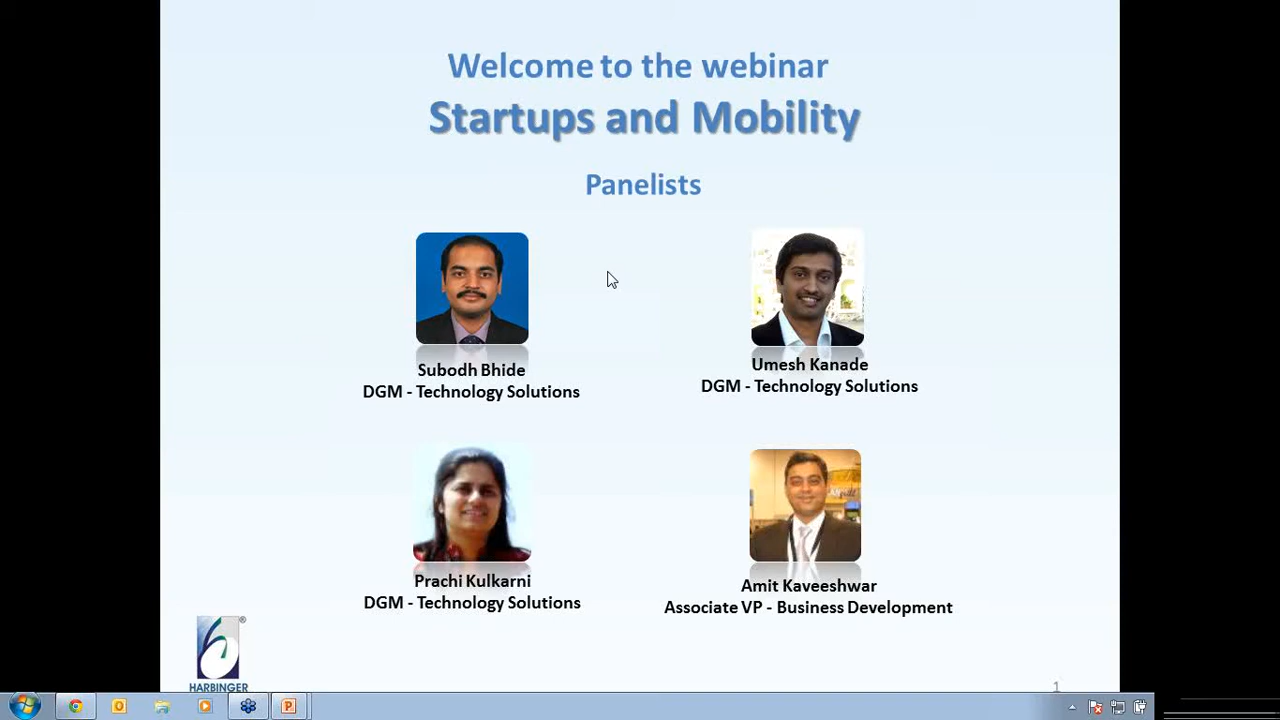 Welcome to the webinar
Startups and Mobility
Panelists
Subodh Bhide
DGM - Technology Solutions
Umesh Kanade
DGM - Technology Solutions
Prachi Kulkarni
DGM - Technology Solutions
Amit Kaveeshwar
Associate VP - Business Development
®
HARBINGER
1